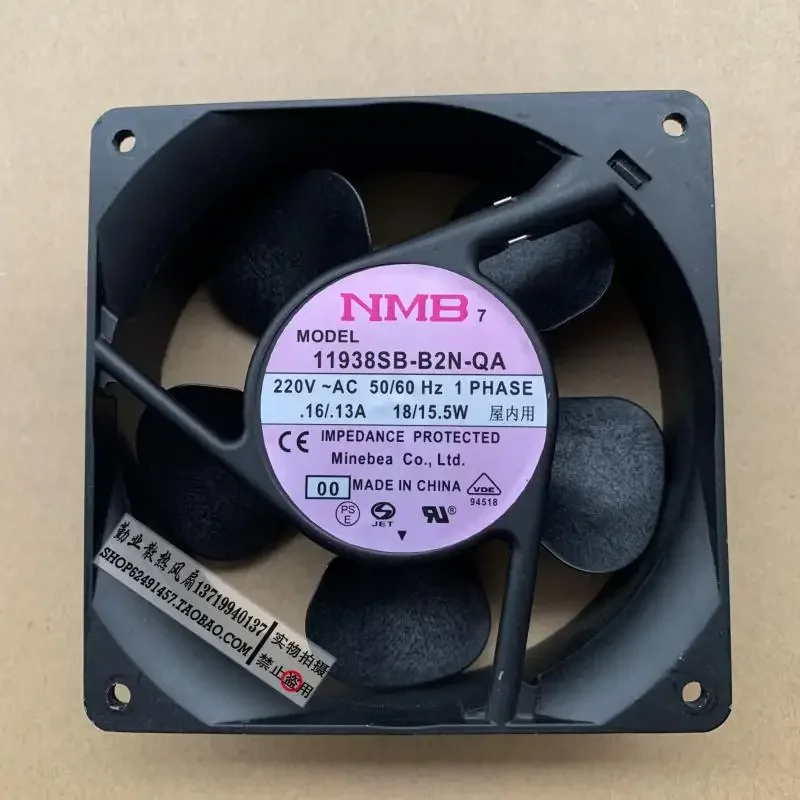 NMB 7
MODEL
11938SB-B2N-QA
220V ~AC 50/60 Hz 1 PHASE
.16/.13A 18/15.5W 屋内用
CE IMPEDANCE PROTECTED
Minebea Co., Ltd.
00 MADE IN CHINA VDE
94518
PS
E
JET
RU®
勤业散热风扇13719940137
SHOP62491457.TAOBAO.COM
实物拍摄
禁止盗用